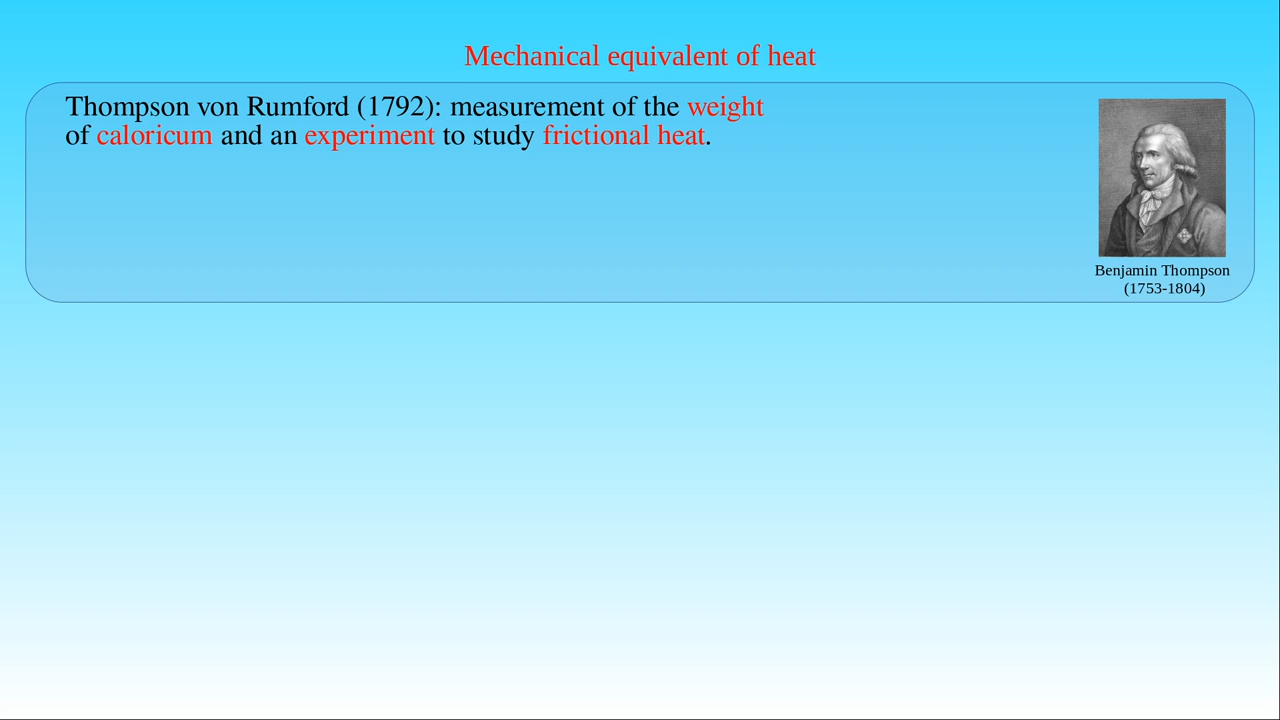 Mechanical equivalent of heat
Thompson von Rumford (1792): measurement of the weight
of caloricum and an experiment to study frictional heat.
Benjamin Thompson
(1753-1804)